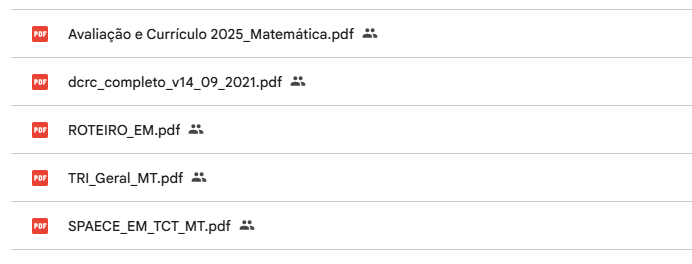 PDF Avaliação e Currículo 2025_Matemática.pdf
PDF dcrc_completo_v14_09_2021.pdf
PDF ROTEIRO_EM.pdf
PDF TRI_Geral_MT.pdf
PDF SPAECE_EM_TCT_MT.pdf